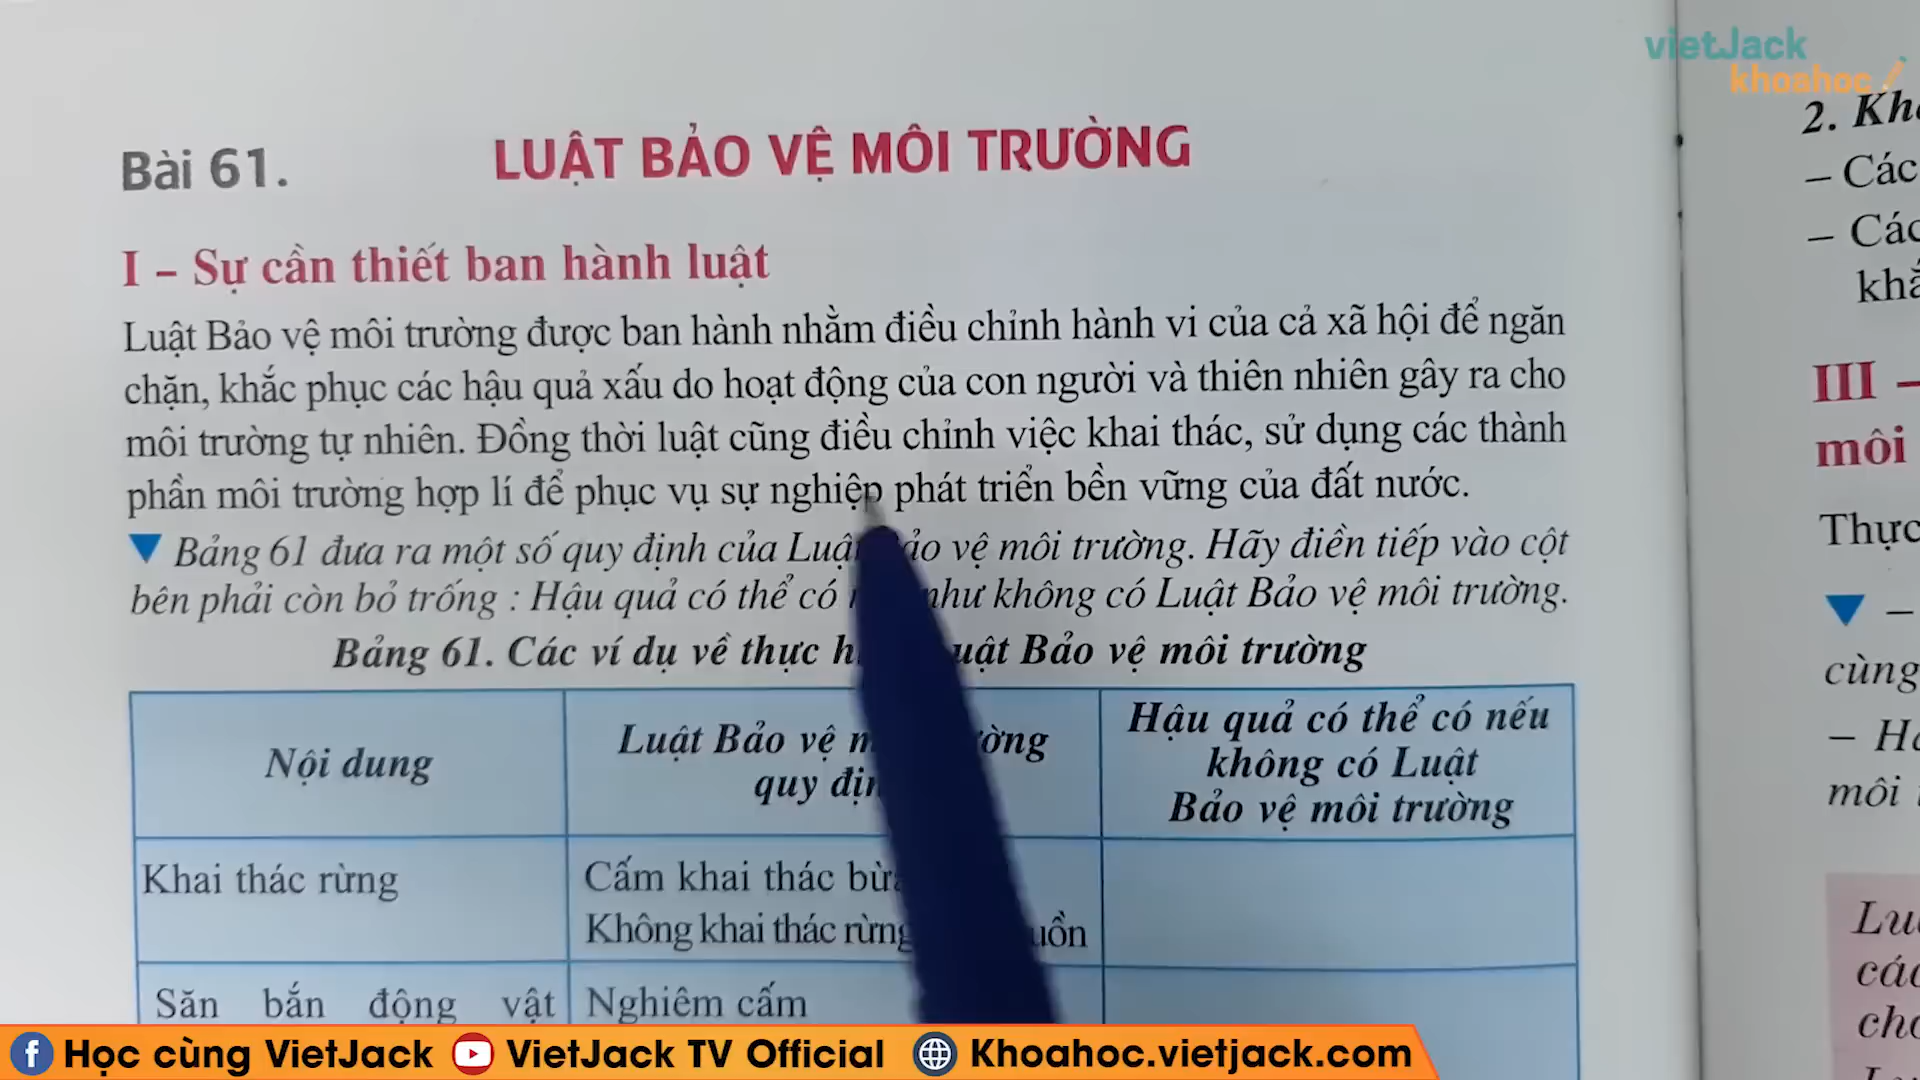 vietJack
khoahoc
Bài 61.
LUẬT BẢO VỆ MÔI TRƯỜNG
I – Sự cần thiết ban hành luật
Luật Bảo vệ môi trường được ban hành nhằm điều chỉnh hành vi của cả xã hội để ngăn
chặn, khắc phục các hậu quả xấu do hoạt động của con người và thiên nhiên gây ra cho
môi trường tự nhiên. Đồng thời luật cũng điều chỉnh việc khai thác, sử dụng các thành
phần môi trường hợp lí để phục vụ sự nghiệp phát triển bền vững của đất nước.
▼ Bảng 61 đưa ra một số quy định của vệ môi trường. Hãy điền tiếp vào cột
bên phải còn bỏ trống : Hậu quả có thể có như không có Luật Bảo vệ môi trường.
Bảng 61. Các ví dụ về thực Bảo vệ môi trường
Nội dung
Luật Bảo vệ
quy
Hậu quả có thể có nếu
không có Luật
Bảo vệ môi trường
Khai thác rừng
Cấm khai thác
Không khai thác rừng
Săn bắn động vật
Nghiêm cấm
2.
– Các
–
III –
môi
Thực
▼ –
cùng
–
môi
Học cùng VietJack
VietJack TV Official
Khoahoc.vietjack.com